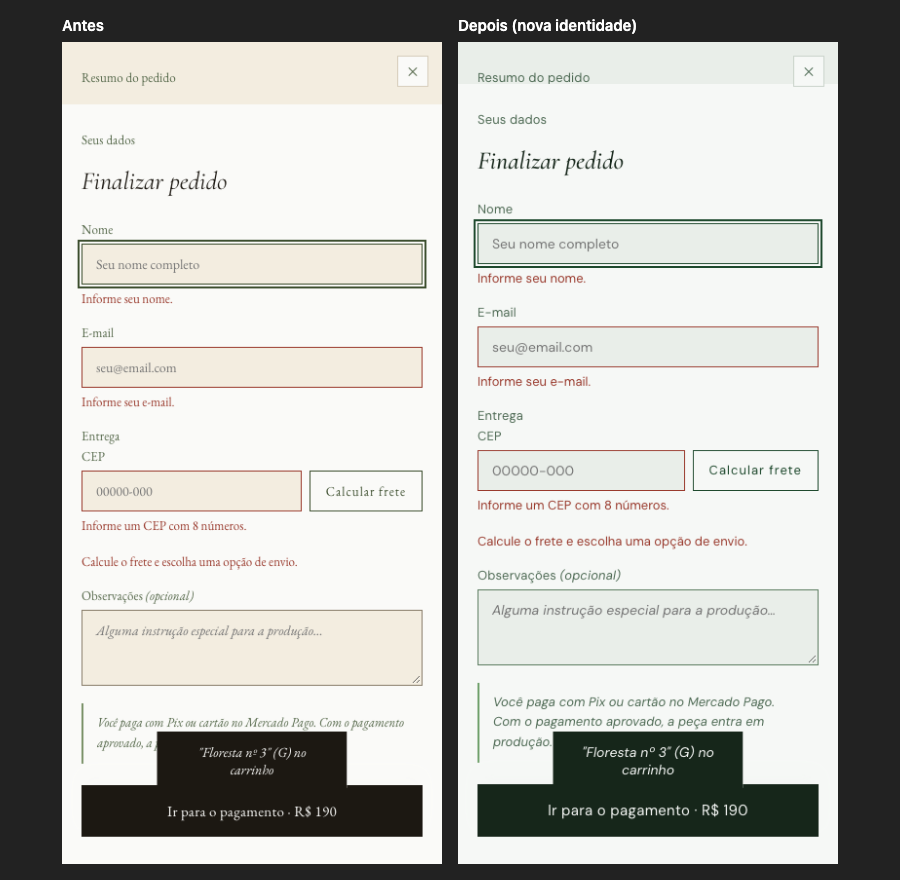 Antes
Resumo do pedido
×
Seus dados
Finalizar pedido
Nome
Seu nome completo
Informe seu nome.
E-mail
seu@email.com
Informe seu e-mail.
Entrega
CEP
00000-000
Calcular frete
Informe um CEP com 8 números.
Calcule o frete e escolha uma opção de envio.
Observações (opcional)
Alguma instrução especial para a produção...
Você paga com Pix ou cartão no Mercado Pago. Com o pagamento
aprovado, a
"Floresta nº 3" (G) no
carrinho
Ir para o pagamento · R$ 190
Depois (nova identidade)
Resumo do pedido
×
Seus dados
Finalizar pedido
Nome
Seu nome completo
Informe seu nome.
E-mail
seu@email.com
Informe seu e-mail.
Entrega
CEP
00000-000
Calcular frete
Informe um CEP com 8 números.
Calcule o frete e escolha uma opção de envio.
Observações (opcional)
Alguma instrução especial para a produção...
Você paga com Pix ou cartão no Mercado Pago.
Com o pagamento aprovado, a peça entra em
produção.
"Floresta nº 3" (G) no
carrinho
Ir para o pagamento · R$ 190